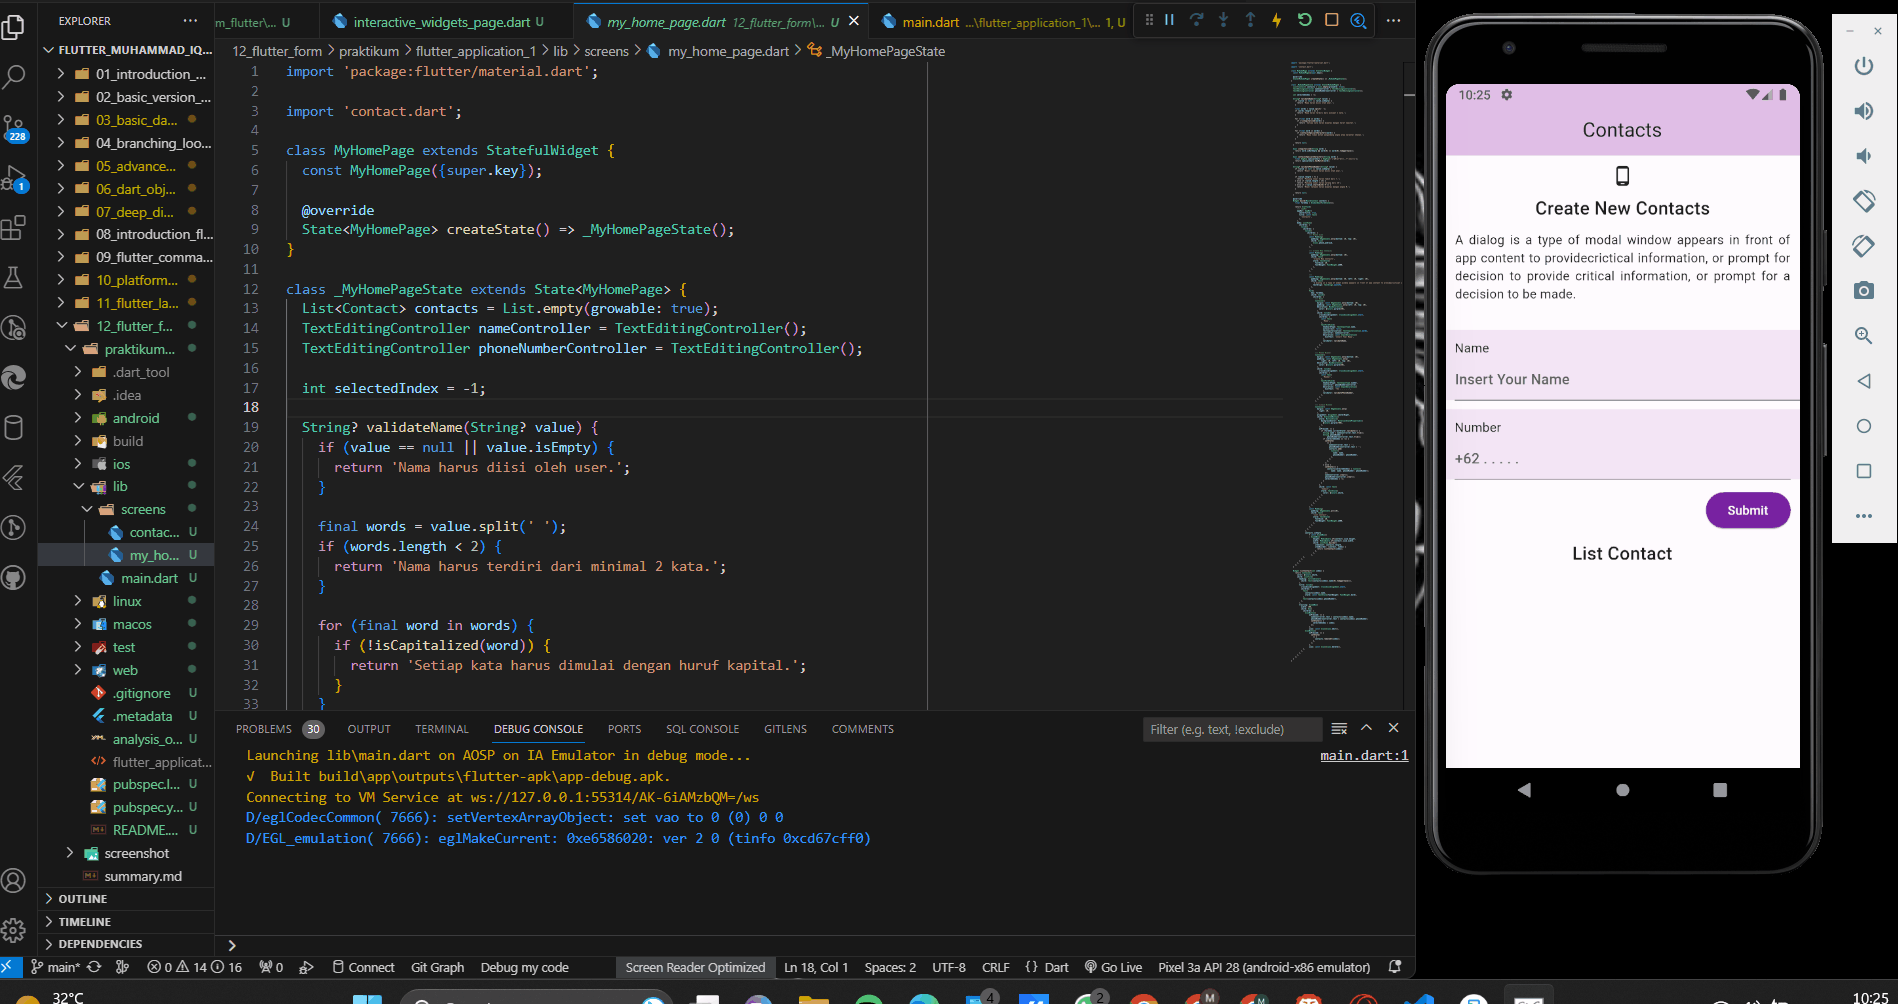 EXPLORER
m_flutter\... U
interactive_widgets_page.dart U
my_home_page.dart 12_flutter_form\... U
main.dart ...\flutter_application_1\... 1, U
FLUTTER_MUHAMMAD_IQ...
12_flutter_form > praktikum > flutter_application_1 > lib > screens > my_home_page.dart > _MyHomePageState
01_introduction_...
02_basic_version_...
03_basic_da...
04_branching_loo...
05_advance...
06_dart_obj...
07_deep_di...
08_introduction_fl...
09_flutter_comma...
10_platform...
11_flutter_la...
12_flutter_f...
praktikum...
.dart_tool
.idea
android
build
ios
lib
screens
contac... U
my_ho... U
main.dart U
linux
macos
test
web
.gitignore U
.metadata U
analysis_o... U
flutter_applicat...
pubspec.l... U
pubspec.y... U
README.... U
screenshot
summary.md
OUTLINE
TIMELINE
DEPENDENCIES
228
1
1 import 'package:flutter/material.dart';
2
3 import 'contact.dart';
4
5 class MyHomePage extends StatefulWidget {
6 const MyHomePage({super.key});
7
8 @override
9 State<MyHomePage> createState() => _MyHomePageState();
10 }
11
12 class _MyHomePageState extends State<MyHomePage> {
13 List<Contact> contacts = List.empty(growable: true);
14 TextEditingController nameController = TextEditingController();
15 TextEditingController phoneNumberController = TextEditingController();
16
17 int selectedIndex = -1;
18
19 String? validateName(String? value) {
20 if (value == null || value.isEmpty) {
21 return 'Nama harus diisi oleh user.';
22 }
23
24 final words = value.split(' ');
25 if (words.length < 2) {
26 return 'Nama harus terdiri dari minimal 2 kata.';
27 }
28
29 for (final word in words) {
30 if (!isCapitalized(word)) {
31 return 'Setiap kata harus dimulai dengan huruf kapital.';
32 }
33 }
PROBLEMS 30 OUTPUT TERMINAL DEBUG CONSOLE PORTS SQL CONSOLE GITLENS COMMENTS
Filter (e.g. text, !exclude)
Launching lib\main.dart on AOSP on IA Emulator in debug mode...
main.dart:1
√ Built build\app\outputs\flutter-apk\app-debug.apk.
Connecting to VM Service at ws://127.0.0.1:55314/AK-6iAMzbQM=/ws
D/eglCodecCommon( 7666): setVertexArrayObject: set vao to 0 (0) 0 0
D/EGL_emulation( 7666): eglMakeCurrent: 0xe6586020: ver 2 0 (tinfo 0xcd67cff0)
main* 0 14 16 0 Connect Git Graph Debug my code
Screen Reader Optimized Ln 18, Col 1 Spaces: 2 UTF-8 CRLF {} Dart Go Live Pixel 3a API 28 (android-x86 emulator)
10:25
Contacts
Create New Contacts
A dialog is a type of modal window appears in front of
app content to providecrictical information, or prompt for
decision to provide critical information, or prompt for a
decision to be made.
Name
Insert Your Name
Number
+62 . . . . .
Submit
List Contact
32°C
4
2
M
M
10:25